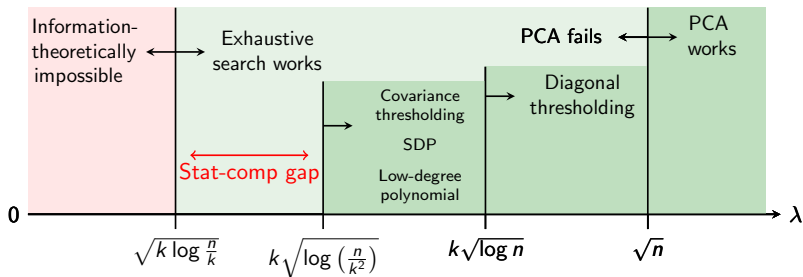 Information-
theoretically
impossible
Exhaustive
search works
PCA fails
PCA
works
Covariance
thresholding
SDP
Low-degree
polynomial
Diagonal
thresholding
Stat-comp gap
0
λ
√(k log n/k)
k√(log (n/k²))
k√(log n)
√n